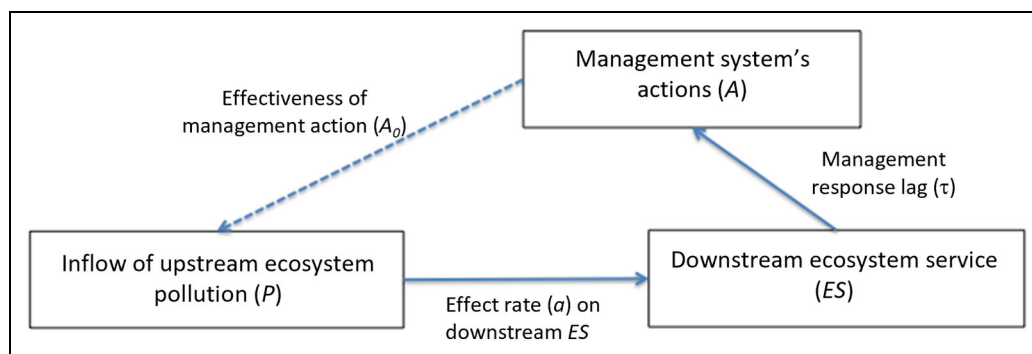 Management system's
actions (A)
Effectiveness of
management action (A₀)
Management
response lag (τ)
Inflow of upstream ecosystem
pollution (P)
Effect rate (a) on
downstream ES
Downstream ecosystem service
(ES)